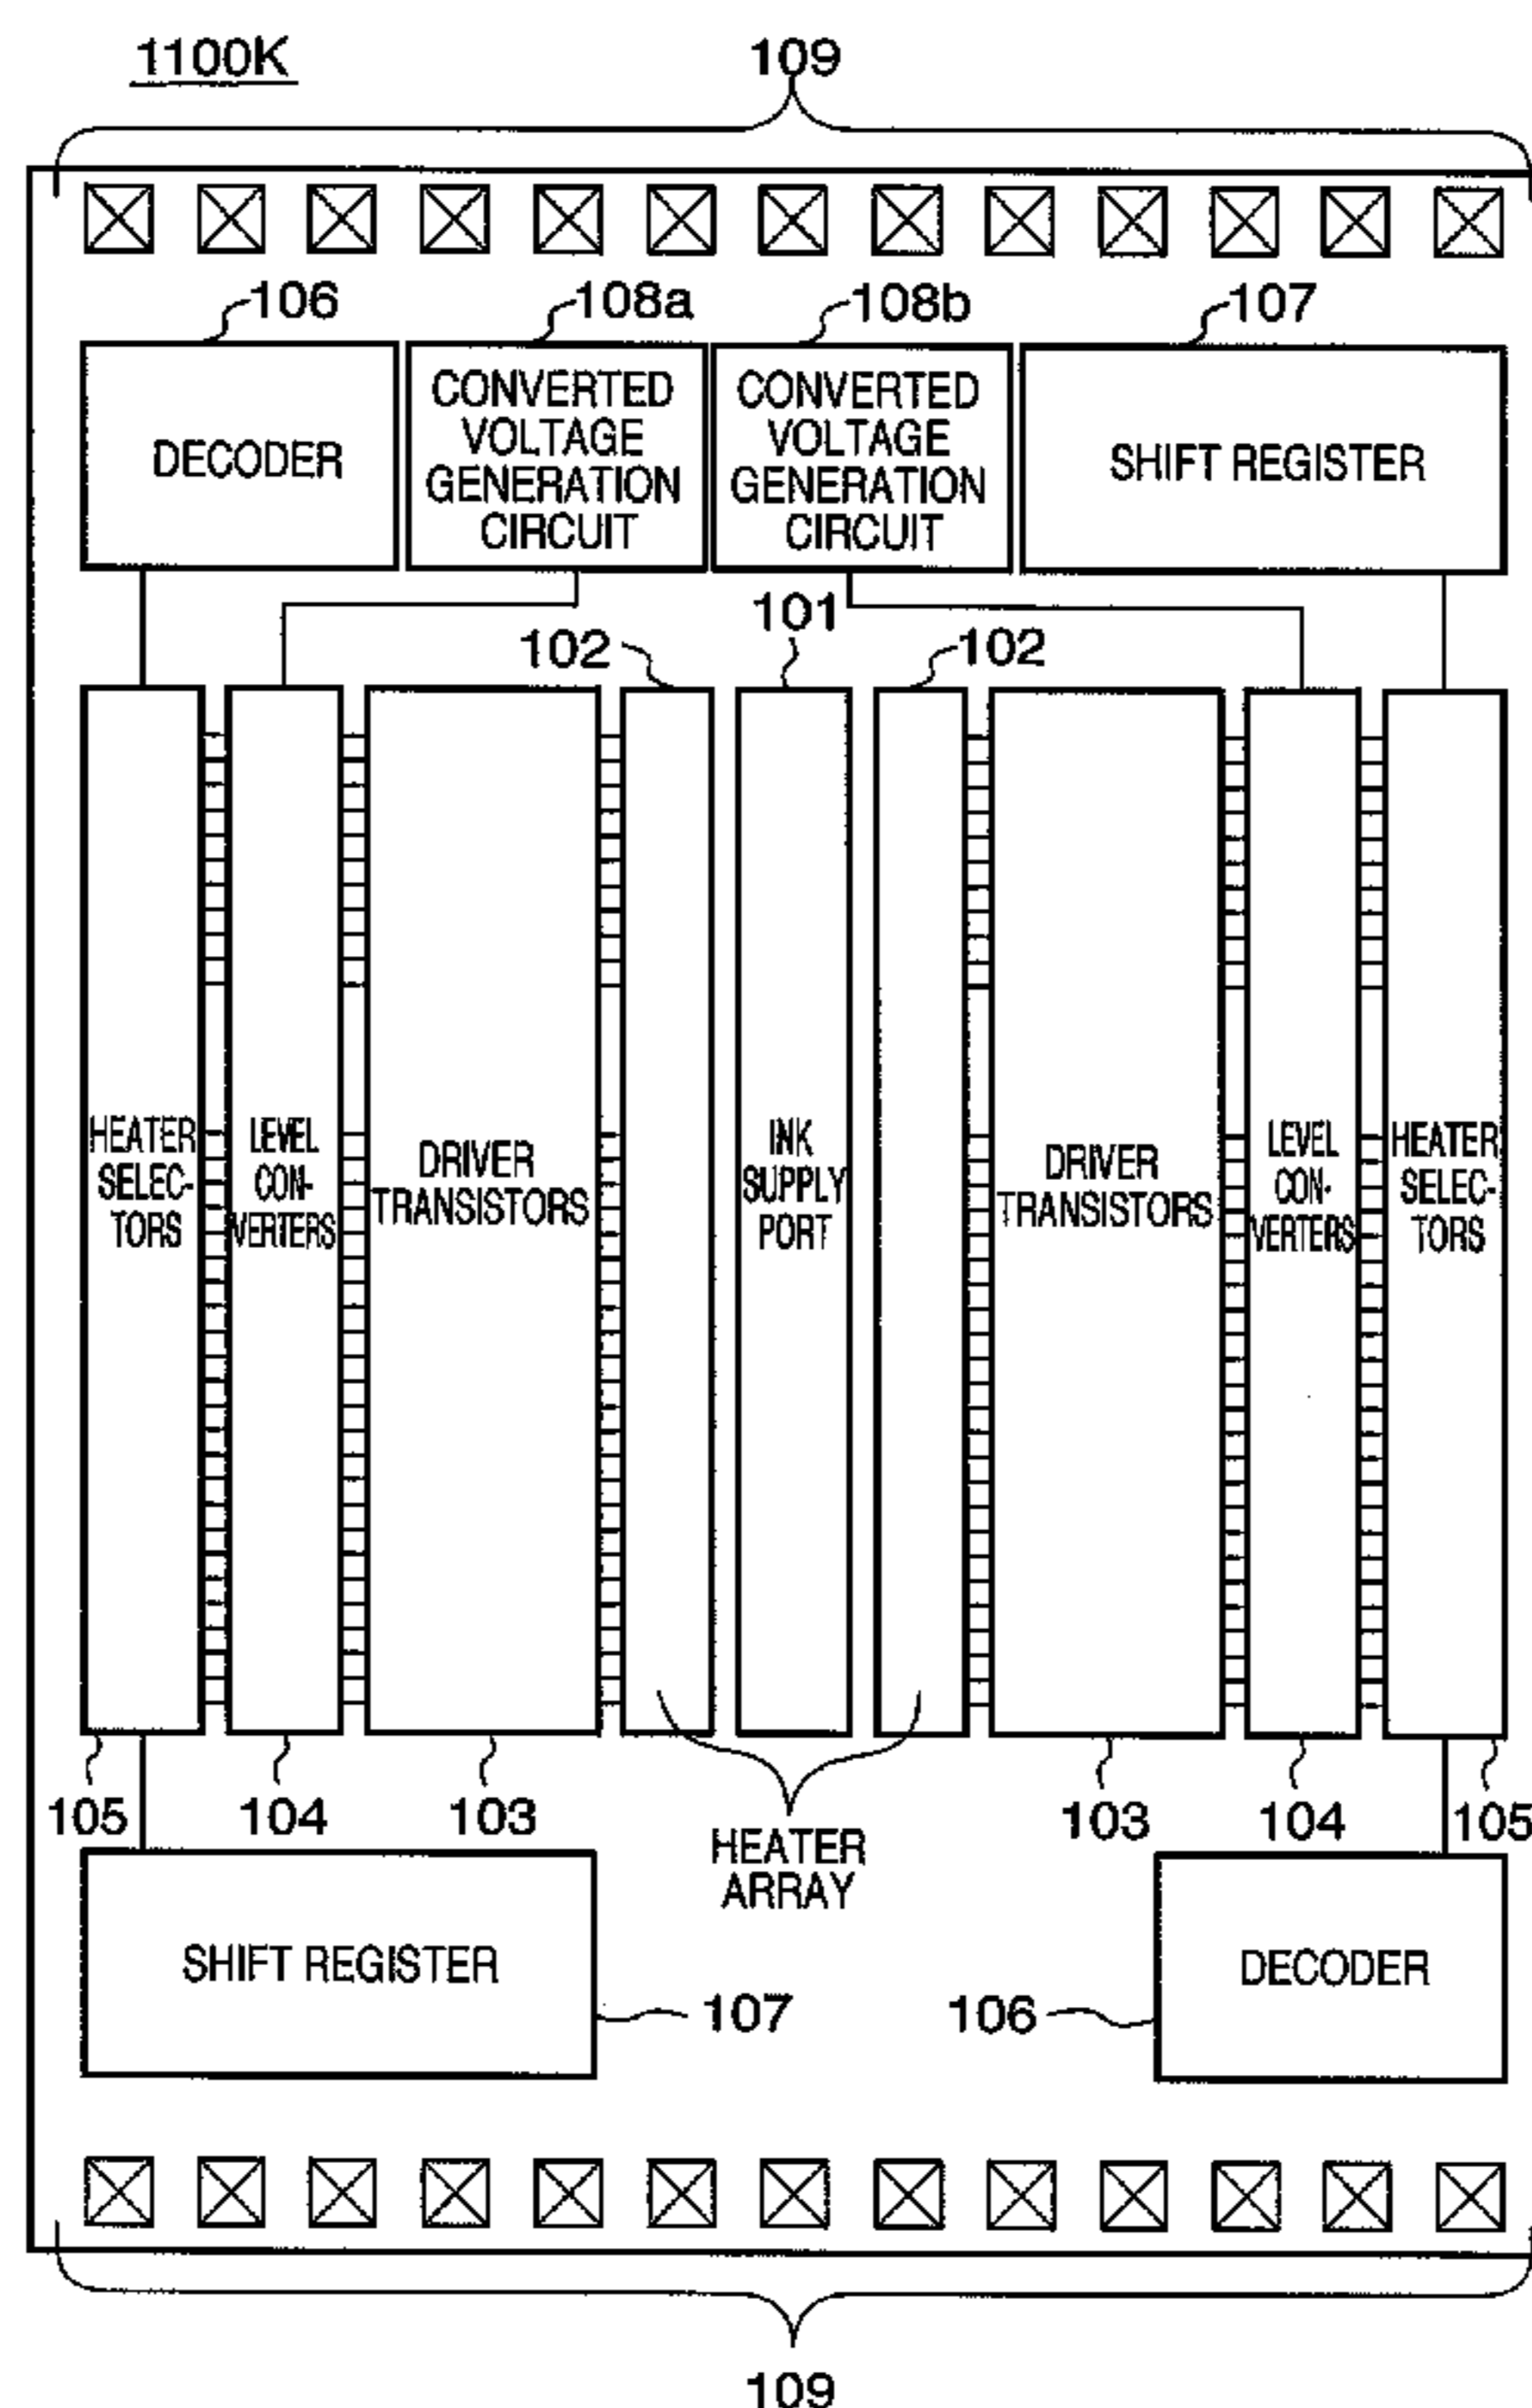 1100K
109
106
108a
108b
107
DECODER
CONVERTED
VOLTAGE
GENERATION
CIRCUIT
CONVERTED
VOLTAGE
GENERATION
CIRCUIT
SHIFT REGISTER
102
101
102
HEATER
SELEC-
TORS
LEVEL
CON-
VERTERS
DRIVER
TRANSISTORS
INK
SUPPLY
PORT
DRIVER
TRANSISTORS
LEVEL
CON-
VERTERS
HEATER
SELEC-
TORS
105
104
103
HEATER
ARRAY
103
104
105
SHIFT REGISTER
107
106
DECODER
109